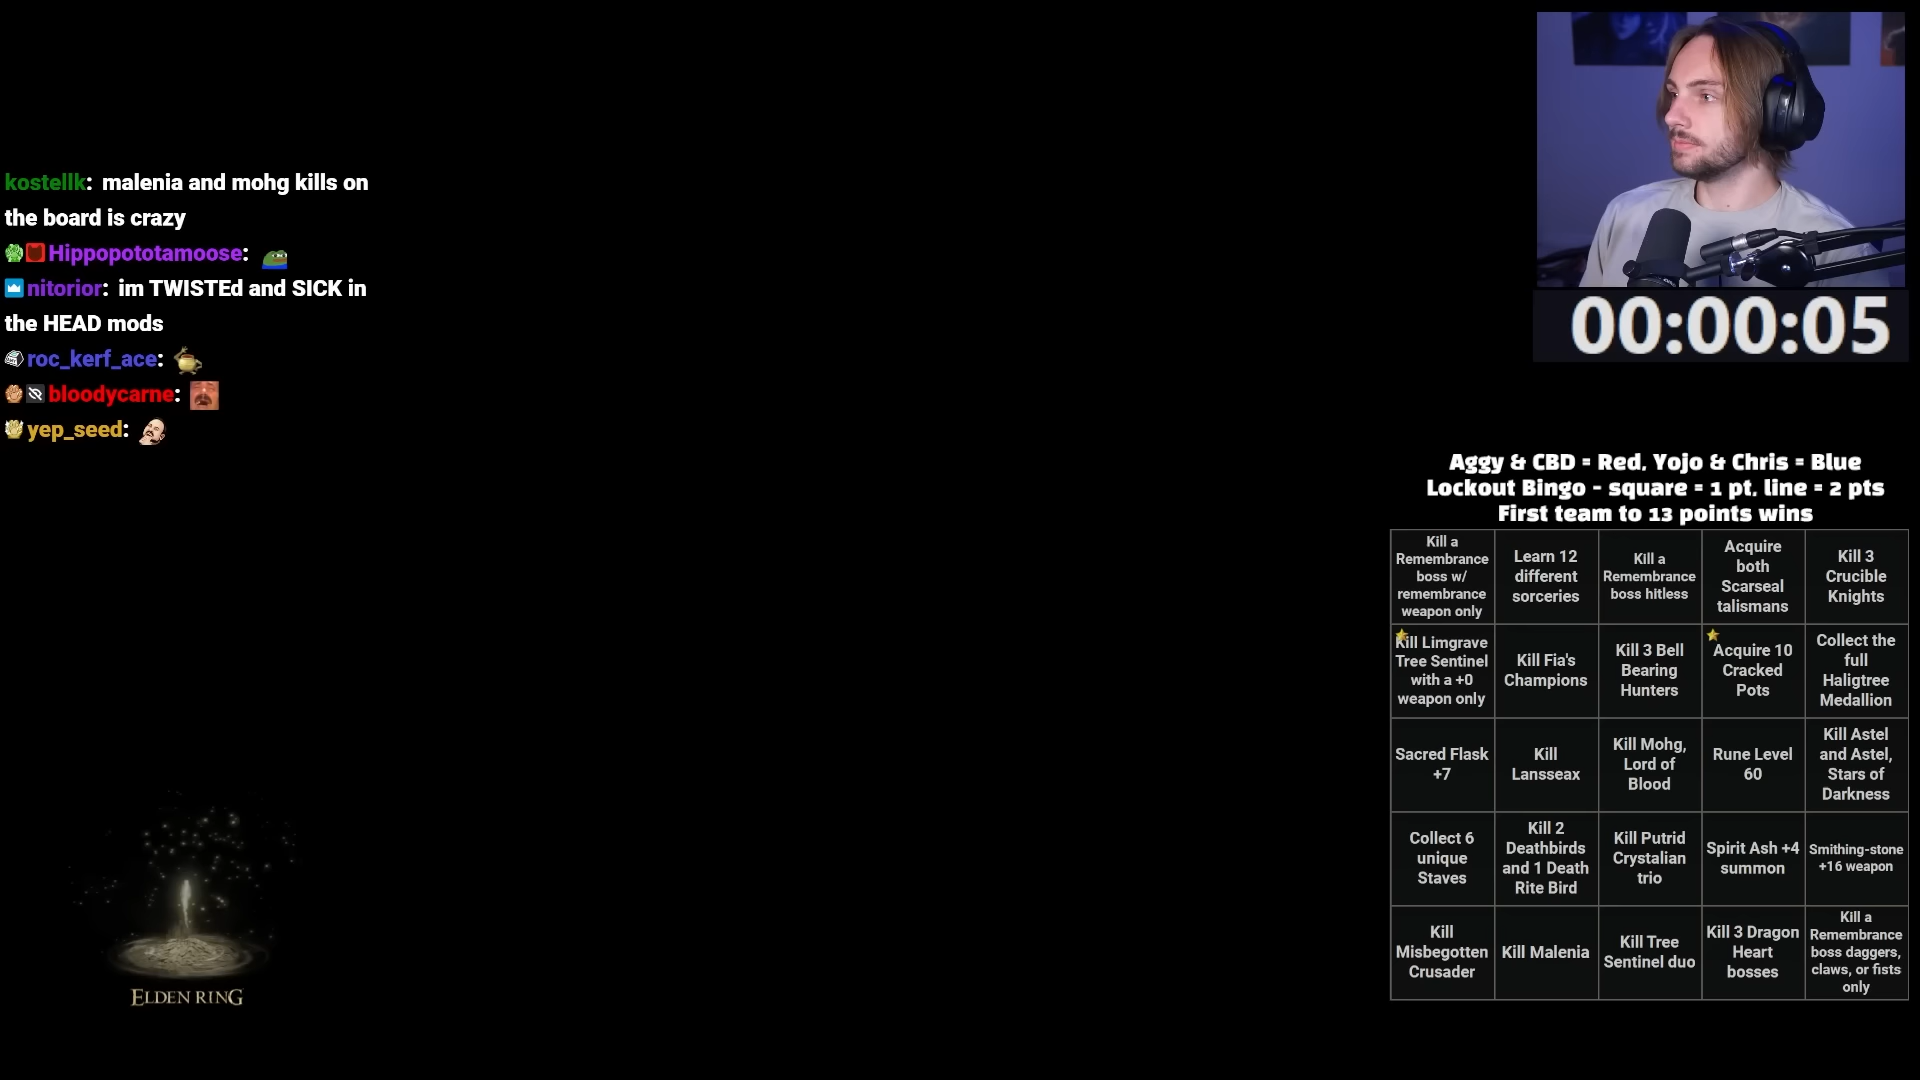 kostellk: malenia and mohg kills on
the board is crazy
Hippopototamoose:
nitorior: im TWISTEd and SICK in
the HEAD mods
roc_kerf_ace:
bloodycarne:
yep_seed:
ELDEN RING
00:00:05
Aggy & CBD = Red, Yojo & Chris = Blue
Lockout Bingo - square = 1 pt, line = 2 pts
First team to 13 points wins
Kill a
Remembrance
boss w/
remembrance
weapon only
Learn 12
different
sorceries
Kill a
Remembrance
boss hitless
Acquire
both
Scarseal
talismans
Kill 3
Crucible
Knights
Kill Limgrave
Tree Sentinel
with a +0
weapon only
Kill Fia's
Champions
Kill 3 Bell
Bearing
Hunters
Acquire 10
Cracked
Pots
Collect the
full
Haligtree
Medallion
Sacred Flask
+7
Kill
Lansseax
Kill Mohg,
Lord of
Blood
Rune Level
60
Kill Astel
and Astel,
Stars of
Darkness
Collect 6
unique
Staves
Kill 2
Deathbirds
and 1 Death
Rite Bird
Kill Putrid
Crystalian
trio
Spirit Ash +4
summon
Smithing-stone
+16 weapon
Kill
Misbegotten
Crusader
Kill Malenia
Kill Tree
Sentinel duo
Kill 3 Dragon
Heart
bosses
Kill a
Remembrance
boss daggers,
claws, or fists
only